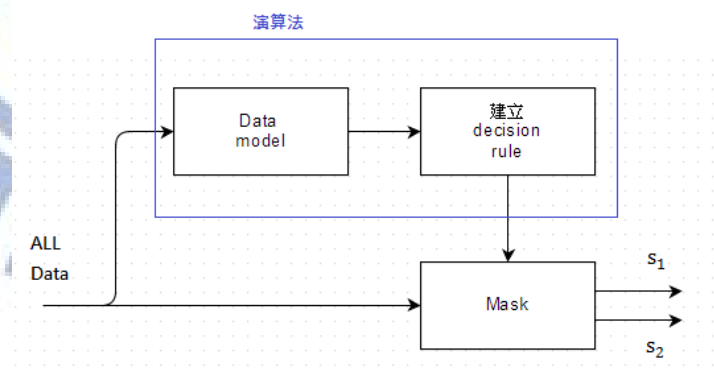 演算法
Data
model
建立
decision
rule
ALL
Data
Mask
s1
s2